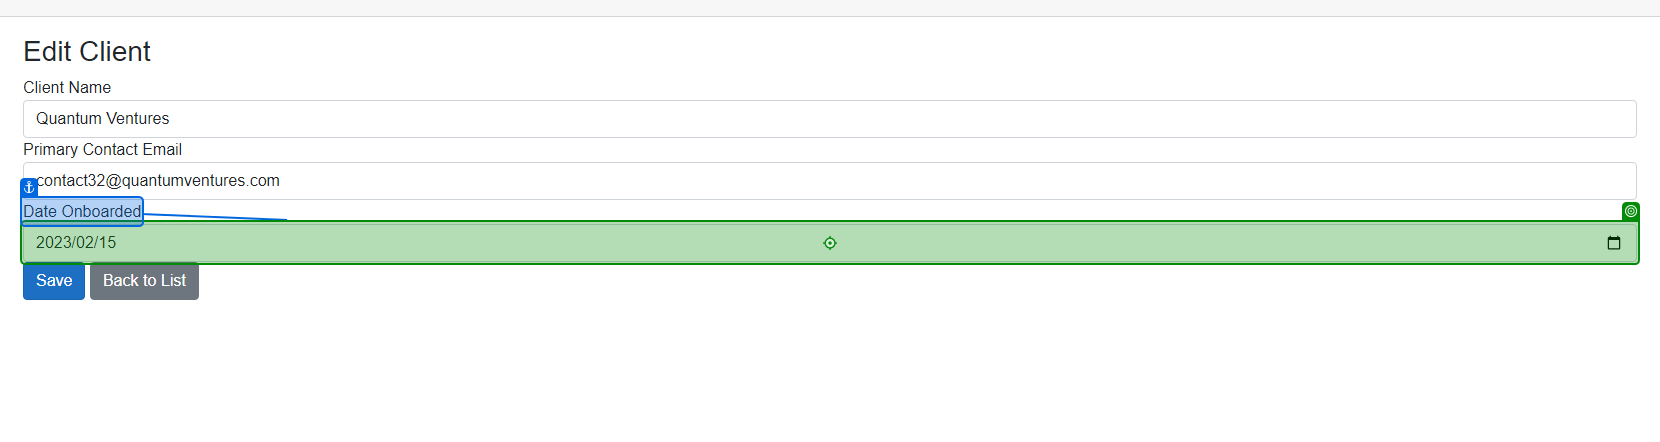 Edit Client
Client Name
Quantum Ventures
Primary Contact Email
contact32@quantumventures.com
Date Onboarded
2023/02/15
Save Back to List